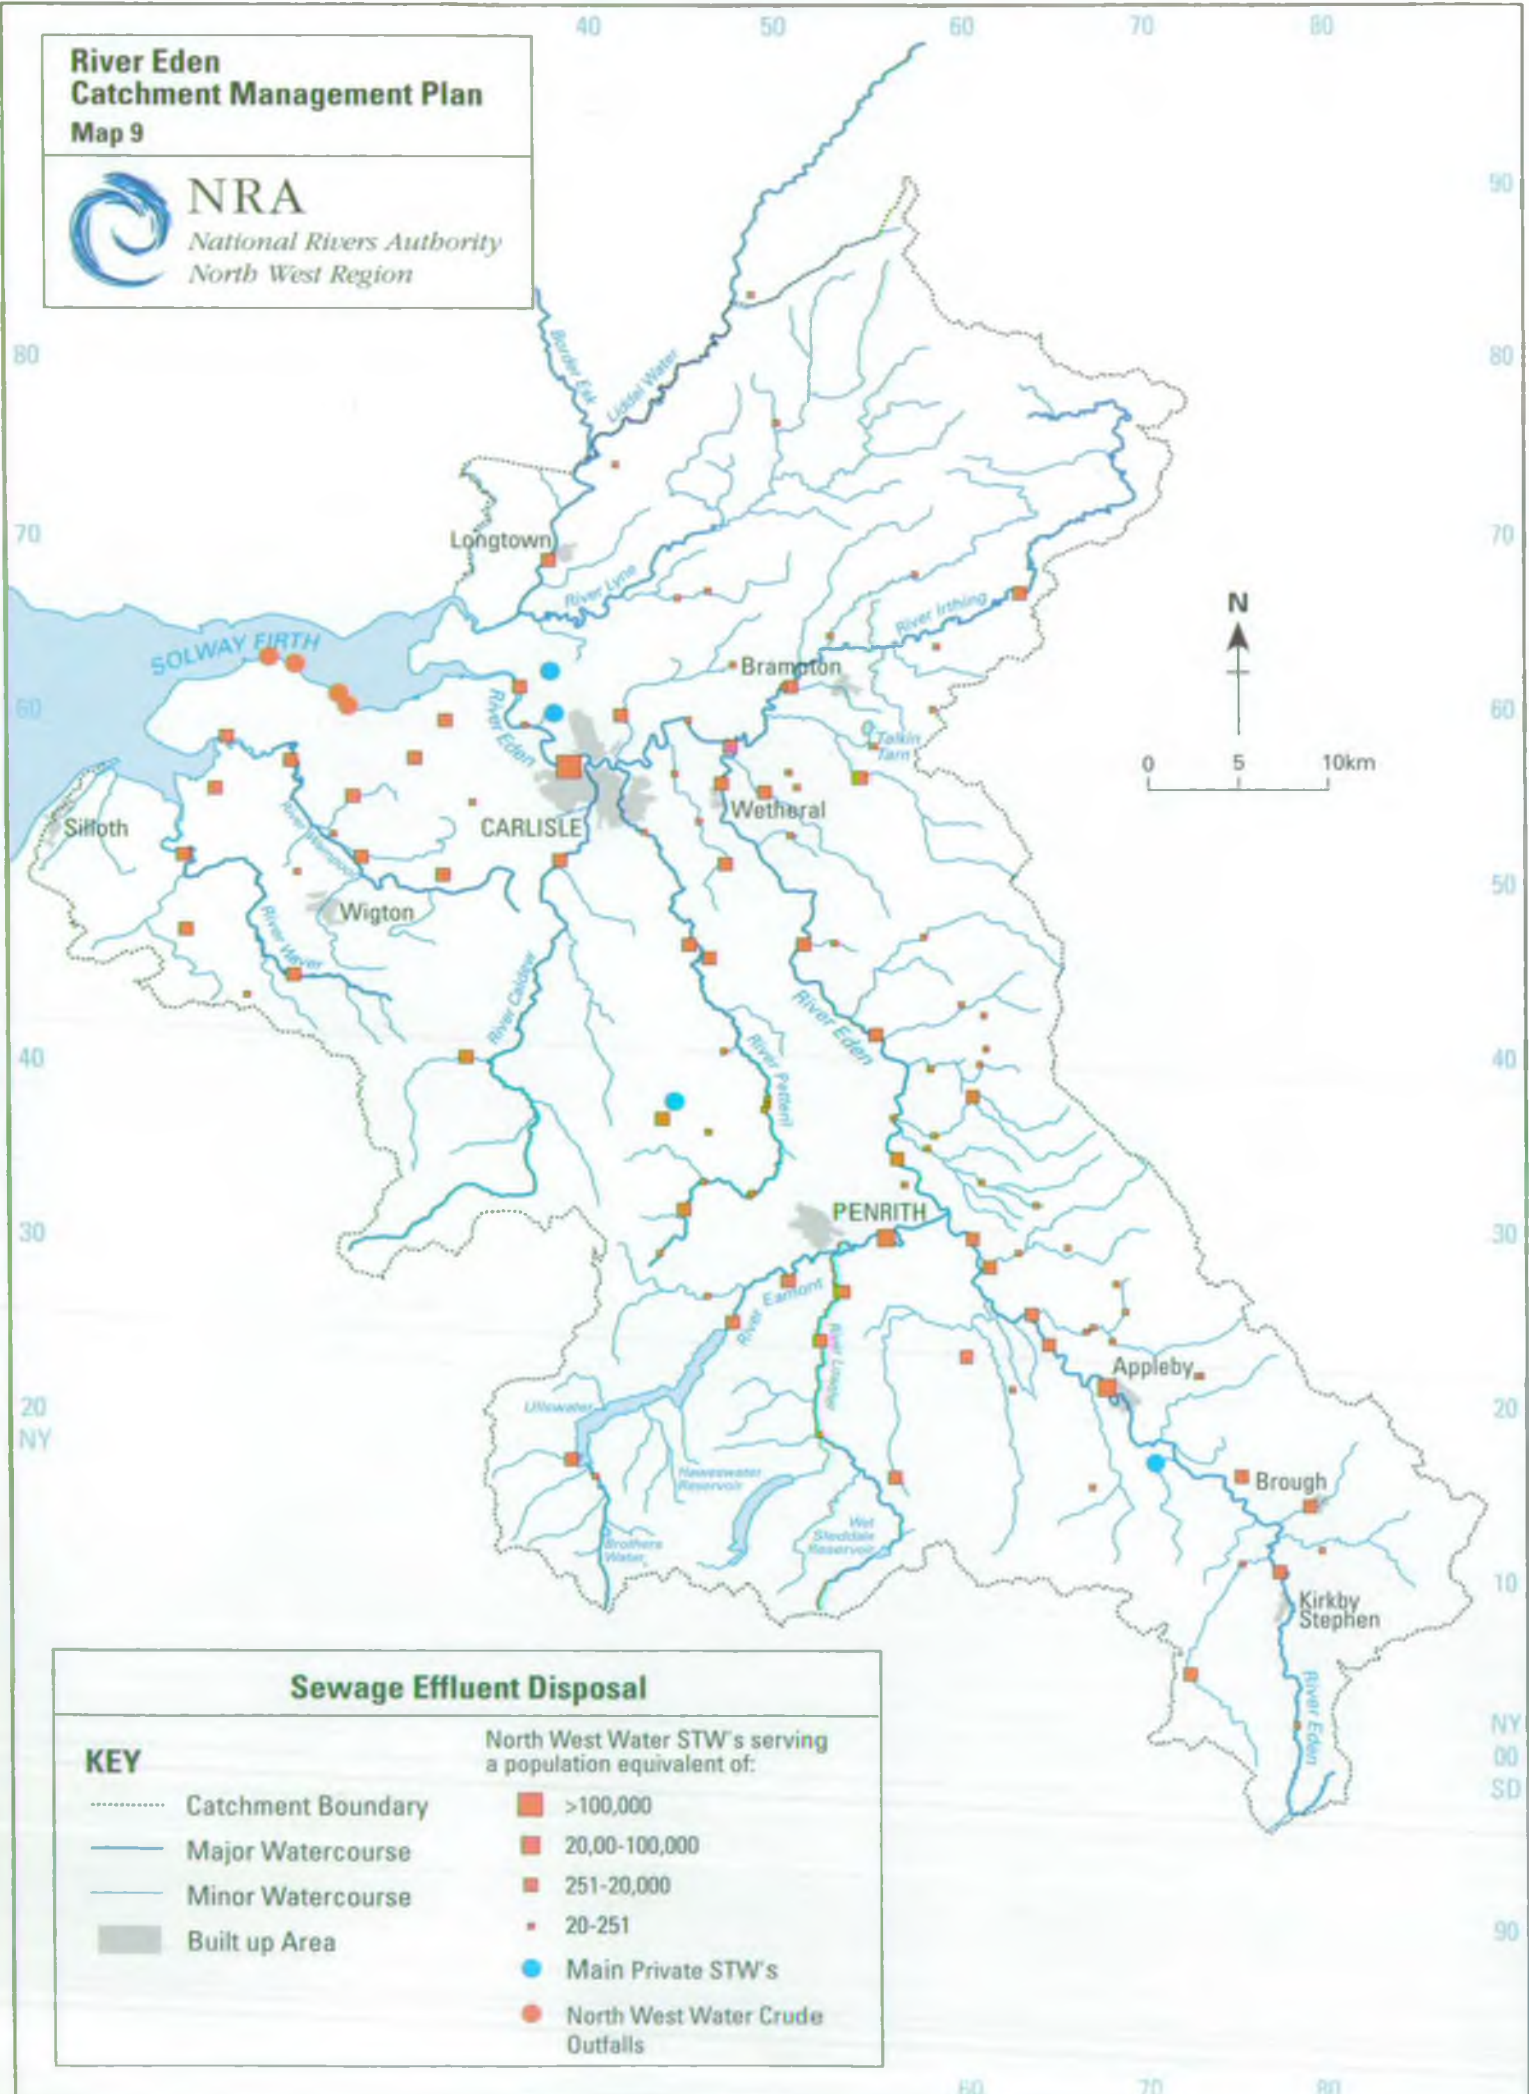 40 50 60 70 80
River Eden
Catchment Management Plan
Map 9
NRA
National Rivers Authority
North West Region
90
90
80
80
Border Esk
Liddel Water
70
70
Longtown
River Lyne
River Irthing
N
SOLWAY FIRTH
Brampton
60
60
River Eden
Talkin
Tarn
0 5 10km
Silloth
CARLISLE
Wetheral
River Wampool
50
Wigton
River Waver
River Caldew
River Eden
40
40
River Petteril
30
30
PENRITH
River Eamont
River Lowther
Appleby
20
NY
20
Ullswater
Haweswater
Reservoir
Brough
Wet
Sleddale
Reservoir
Brothers
Water
10
Kirkby
Stephen
River Eden
NY
00
SD
90
Sewage Effluent Disposal
KEY
Catchment Boundary
Major Watercourse
Minor Watercourse
Built up Area
North West Water STW's serving
a population equivalent of:
>100,000
20,00-100,000
251-20,000
20-251
Main Private STW's
North West Water Crude
Outfalls
60 70 80